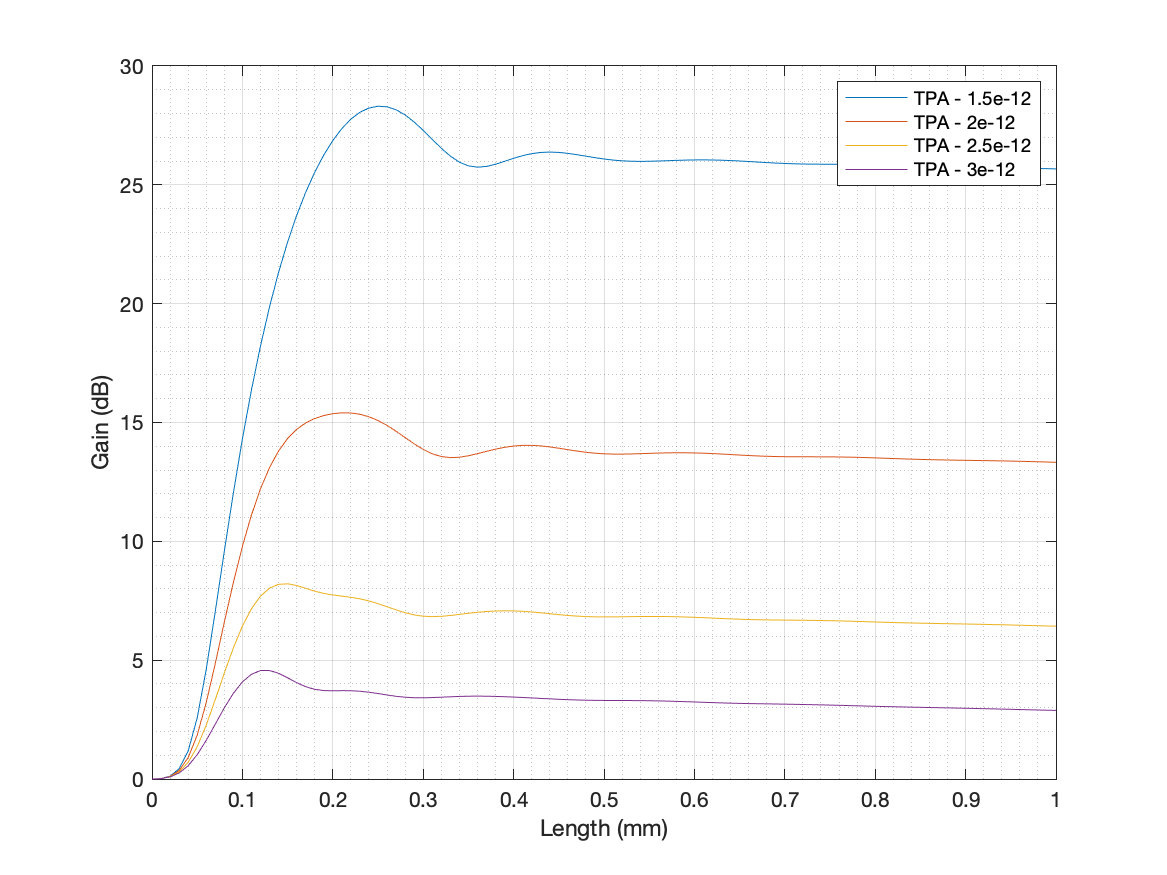 30
25
20
15
10
5
0
Gain (dB)
TPA - 1.5e-12
TPA - 2e-12
TPA - 2.5e-12
TPA - 3e-12
0 0.1 0.2 0.3 0.4 0.5 0.6 0.7 0.8 0.9 1
Length (mm)